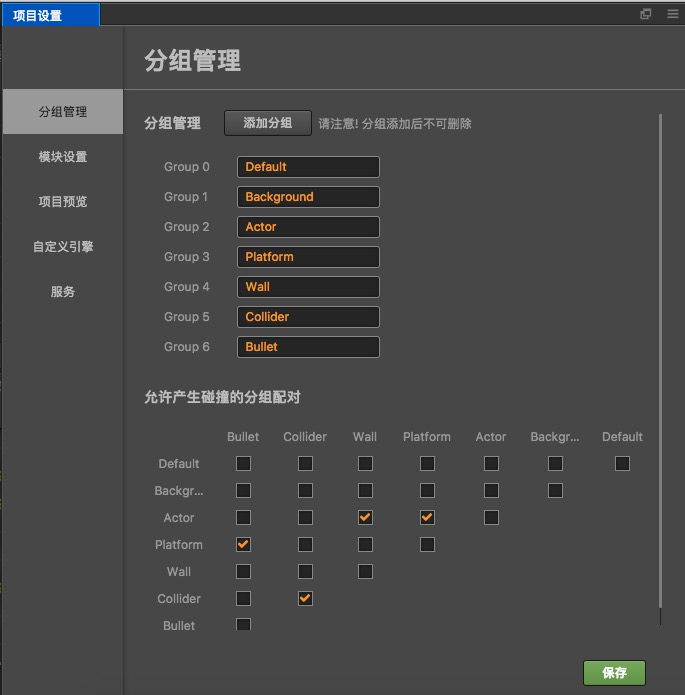 项目设置
分组管理
分组管理
模块设置
项目预览
自定义引擎
服务
分组管理 添加分组 请注意! 分组添加后不可删除
Group 0 Default
Group 1 Background
Group 2 Actor
Group 3 Platform
Group 4 Wall
Group 5 Collider
Group 6 Bullet
允许产生碰撞的分组配对
Bullet Collider Wall Platform Actor Backgr... Default
Default
Backgr...
Actor
Platform
Wall
Collider
Bullet
保存